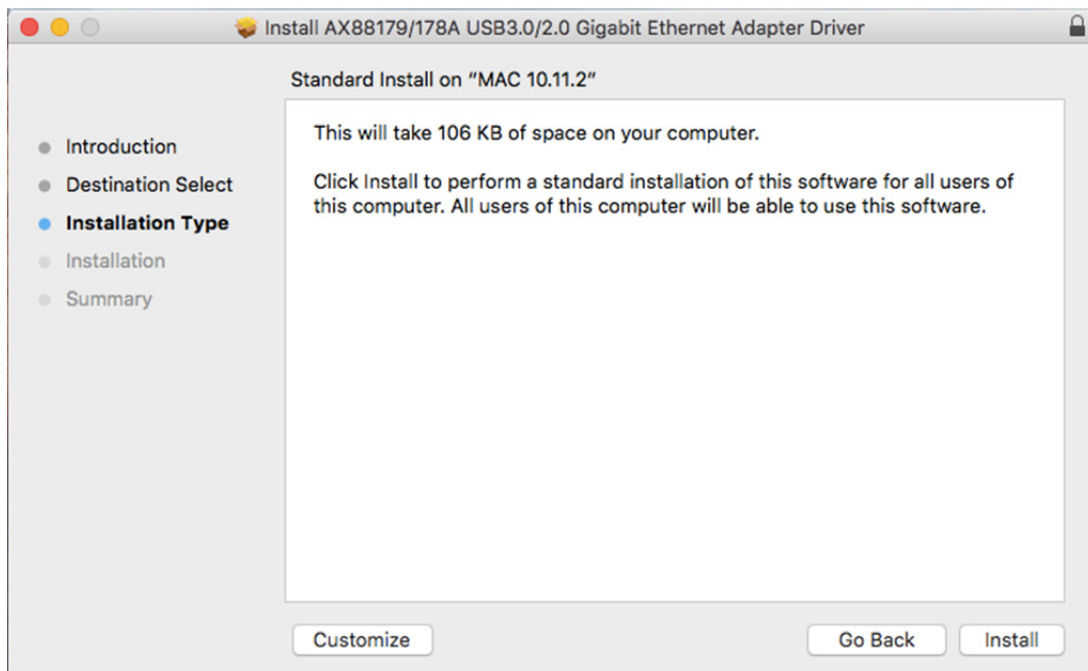 Install AX88179/178A USB3.0/2.0 Gigabit Ethernet Adapter Driver
Standard Install on “MAC 10.11.2”
Introduction
Destination Select
Installation Type
Installation
Summary
This will take 106 KB of space on your computer.
Click Install to perform a standard installation of this software for all users of
this computer. All users of this computer will be able to use this software.
Customize
Go Back
Install